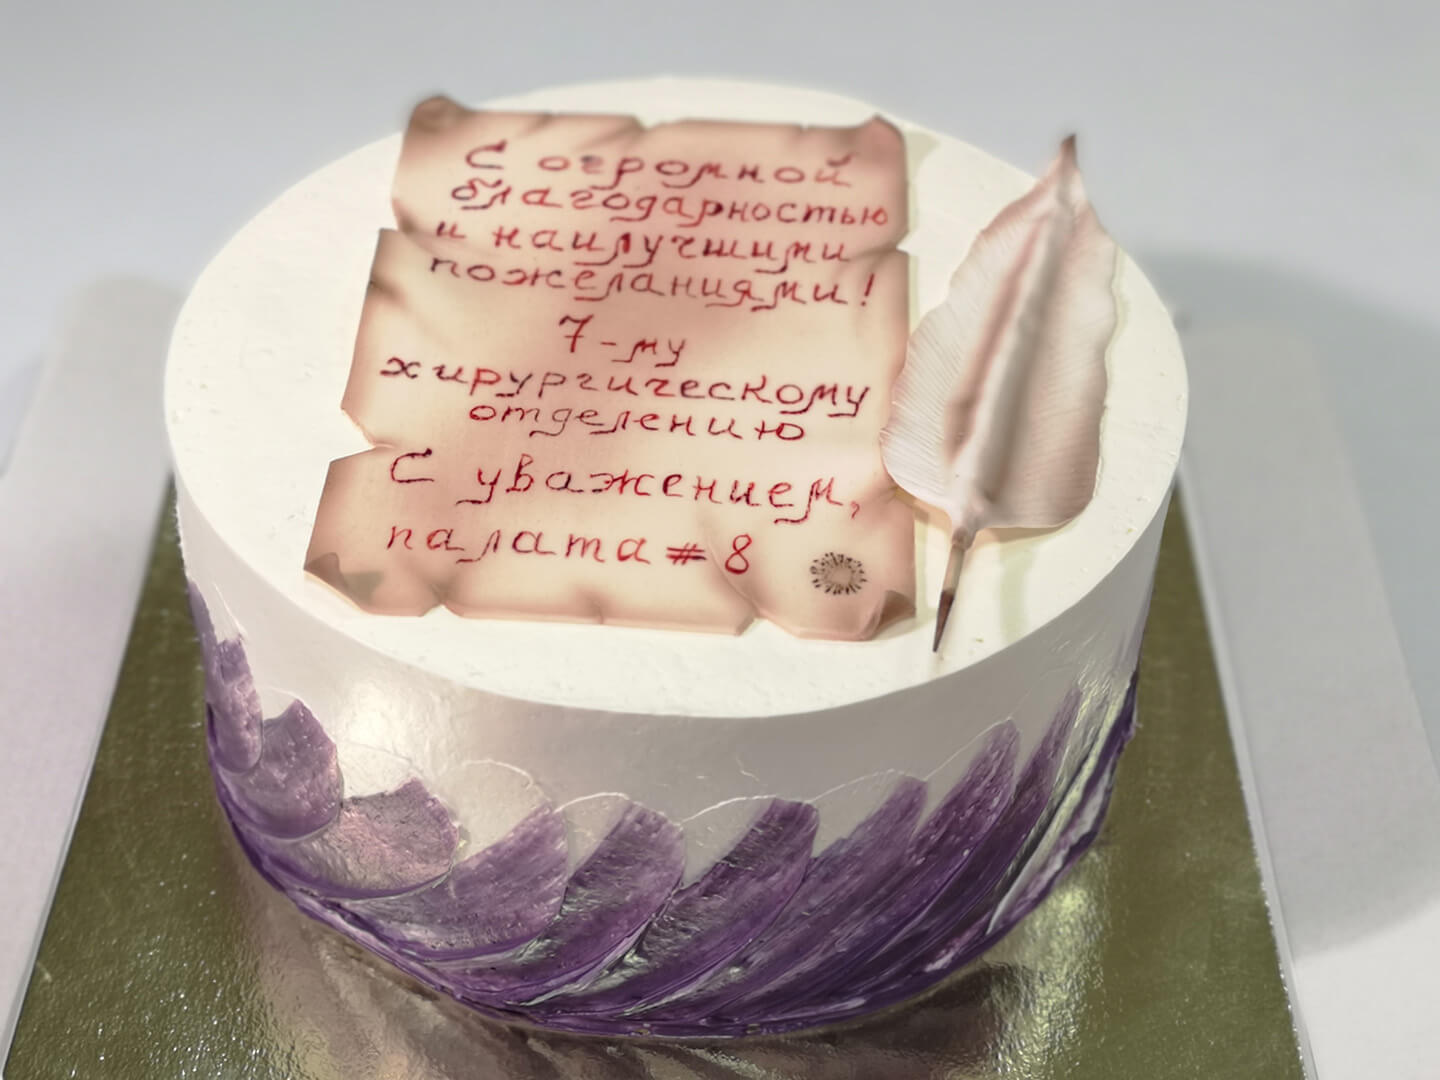 С огромной
благодарностью
и наилучшими
пожеланиями!
7-му
хирургическому
отделению
С уважением,
палата # 8